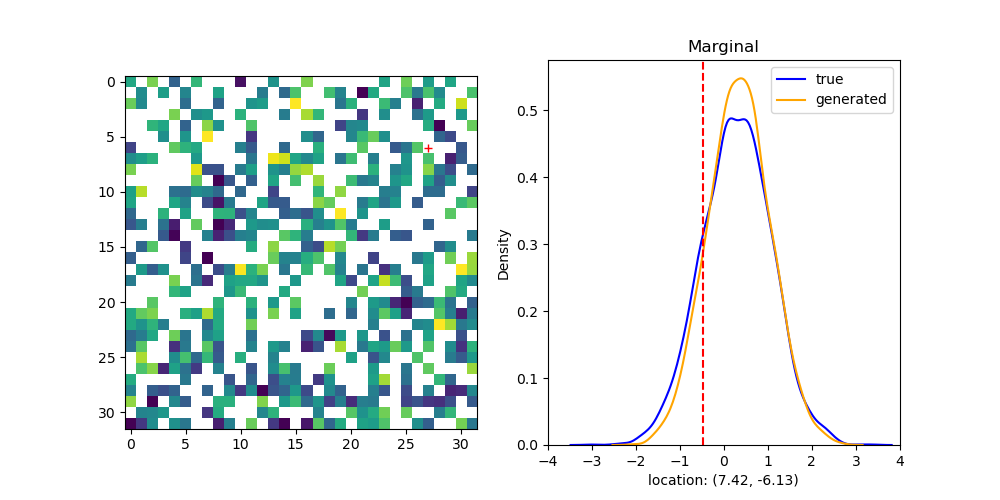 Marginal
true
generated
Density
0
5
10
15
20
25
30
0 5 10 15 20 25 30
0.5
0.4
0.3
0.2
0.1
0.0
−4 −3 −2 −1 0 1 2 3 4
location: (7.42, -6.13)